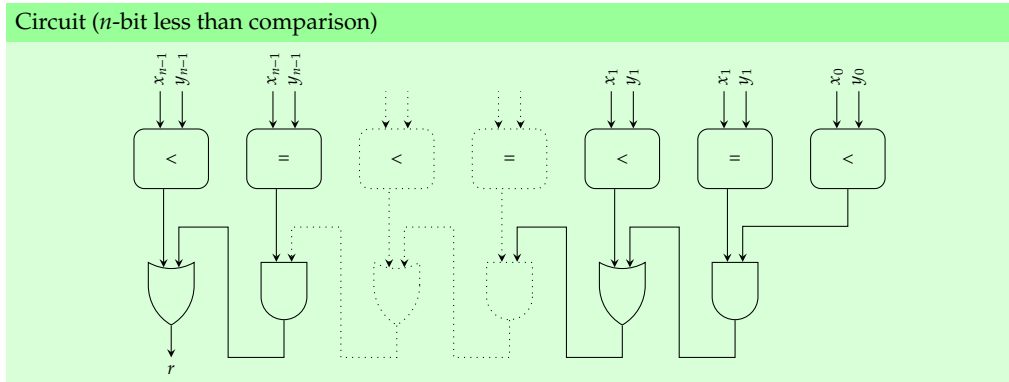 Circuit (n-bit less than comparison)
xₙ₋₁ yₙ₋₁ xₙ₋₁ yₙ₋₁ x₁ y₁ x₁ y₁ x₀ y₀
< = < = < = <
r